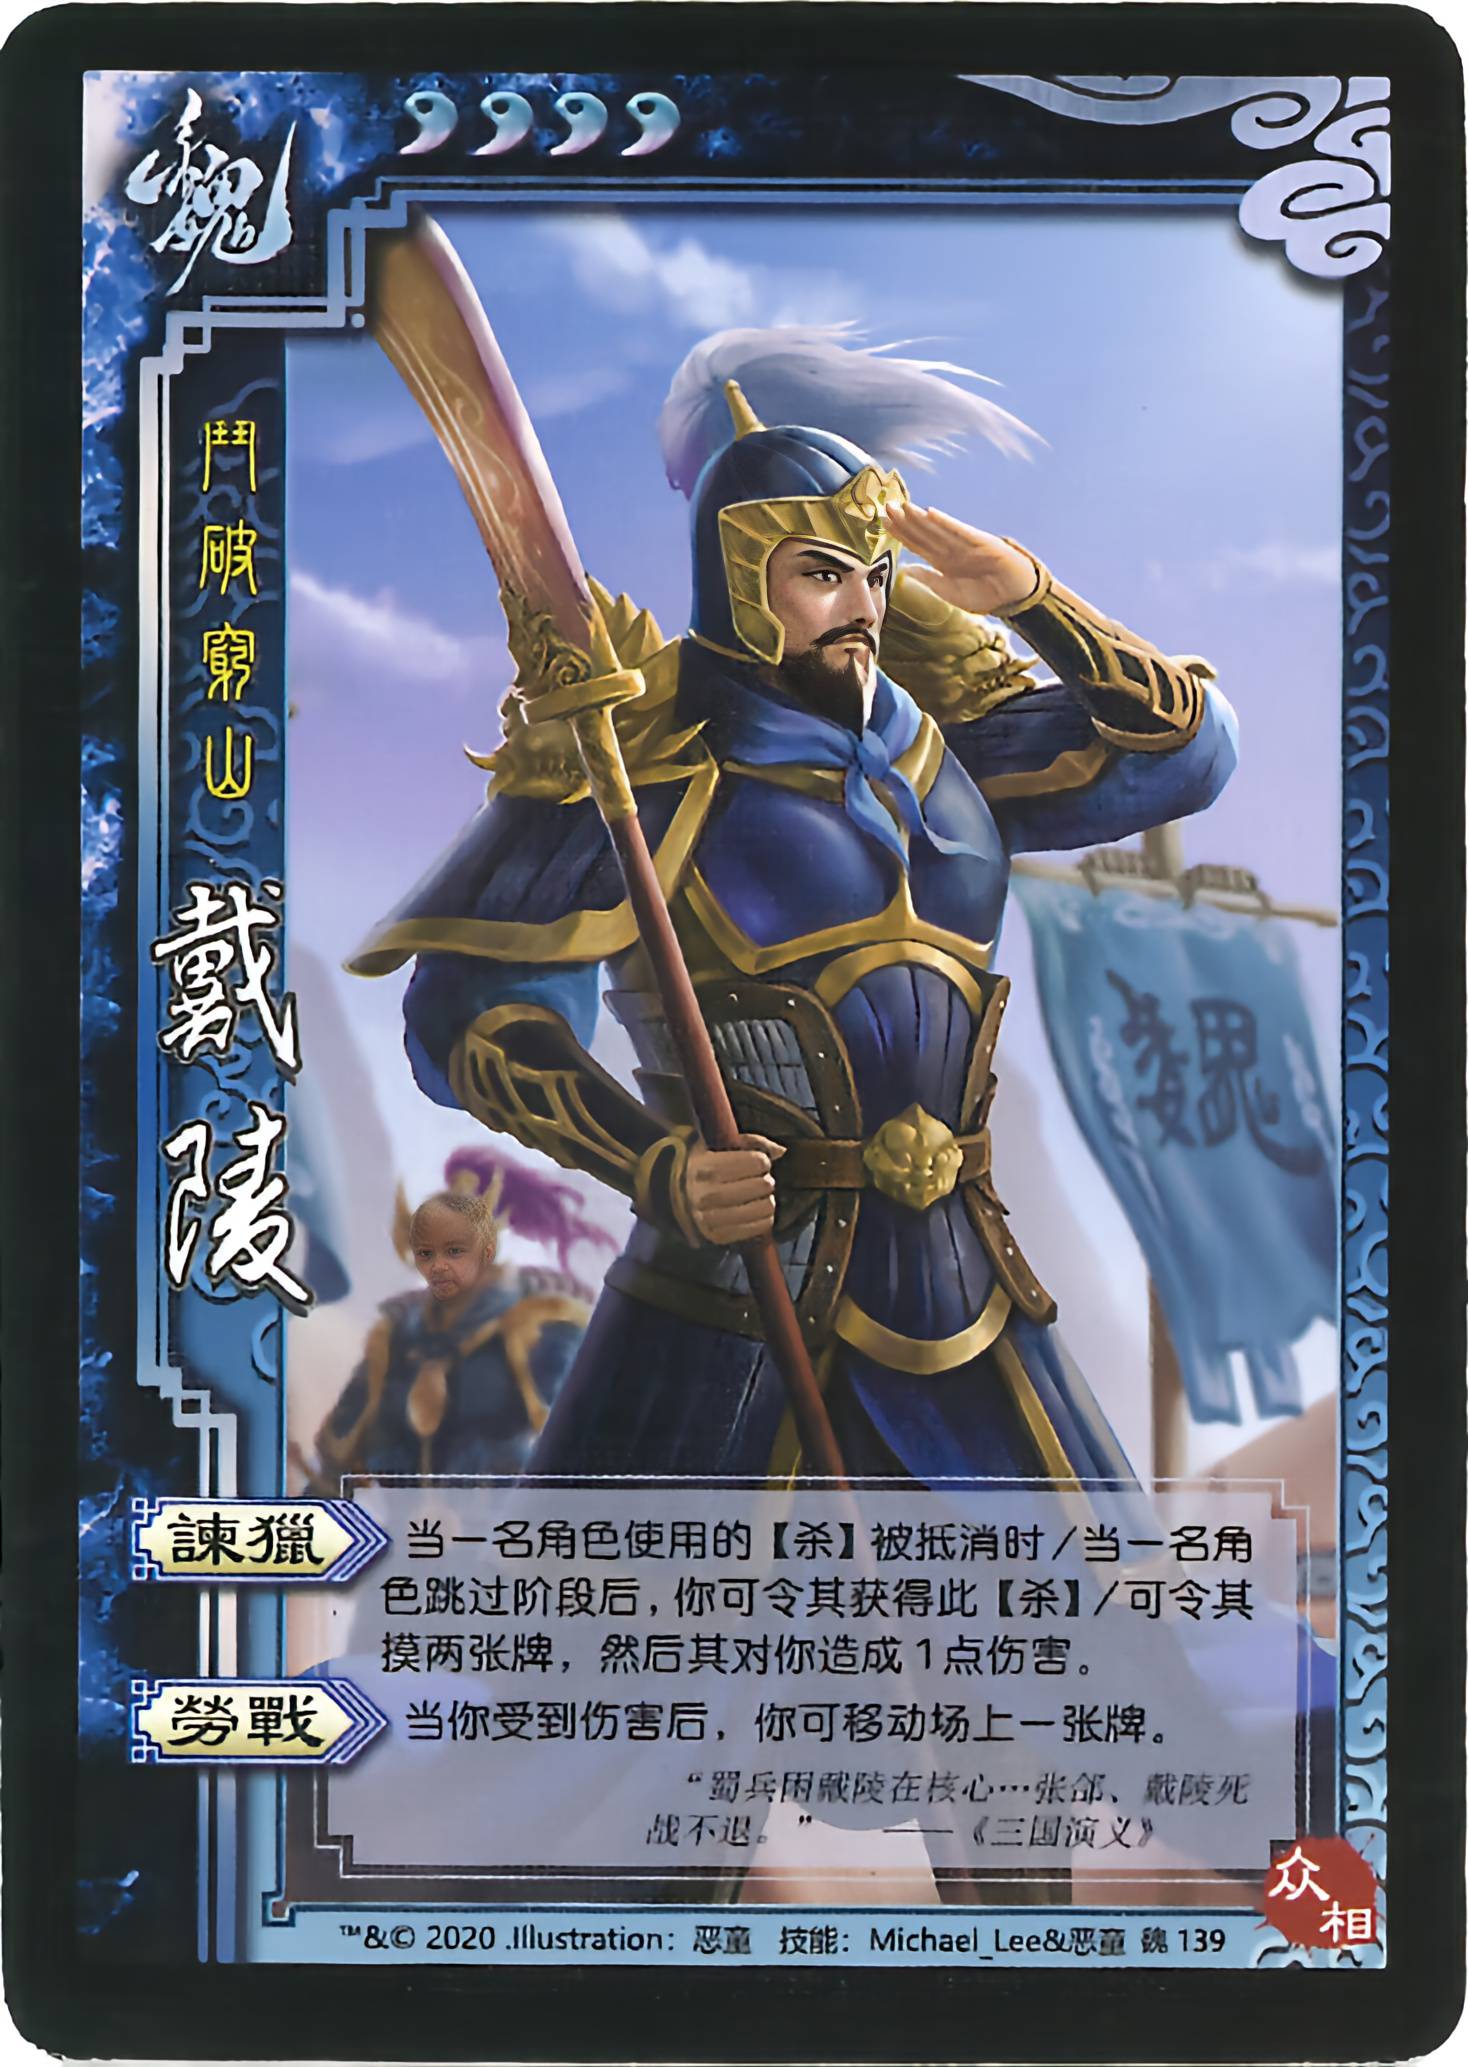 魏
鬥破窮山
戴陵
魏
諫獵
当一名角色使用的【杀】被抵消时/当一名角
色跳过阶段后,你可令其获得此【杀】/可令其
摸两张牌，然后其对你造成1点伤害。
勞戰
当你受到伤害后，你可移动场上一张牌。
“蜀兵困戴陵在核心…张郃、戴陵死
战不退。” ——《三国演义》
众相
™&© 2020 .Illustration: 恶童 技能: Michael_Lee&恶童 魏 139